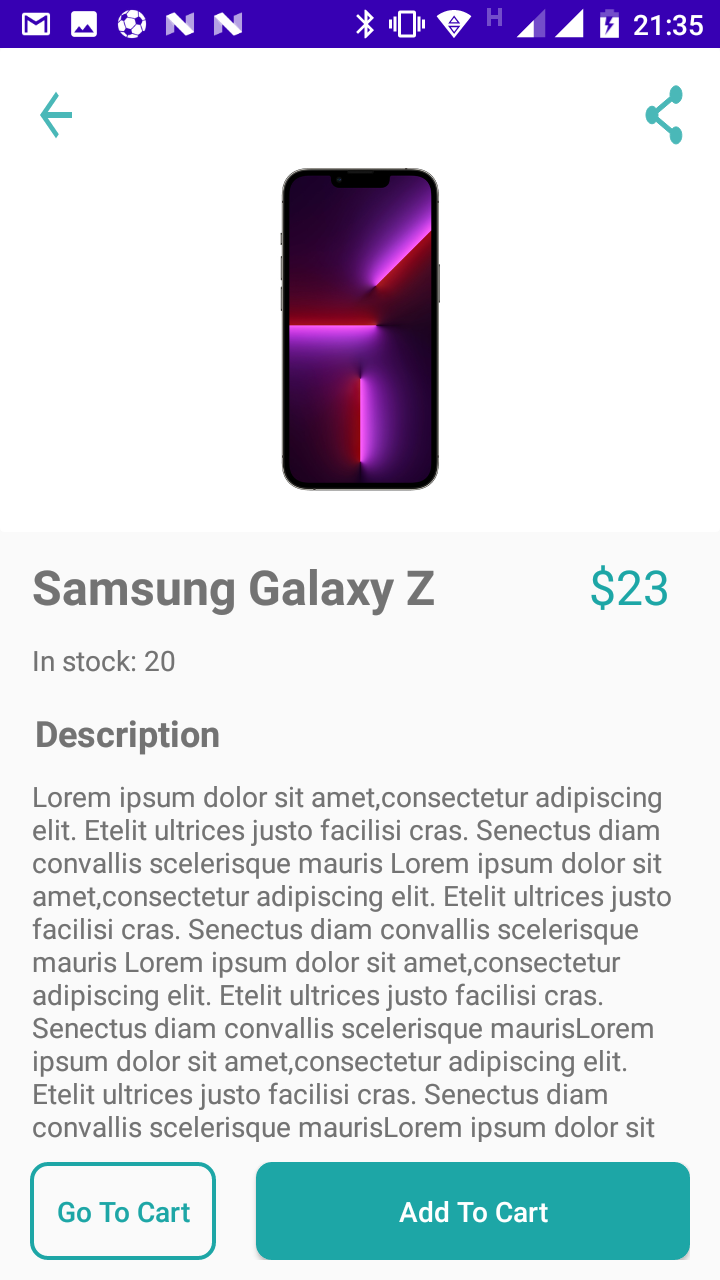 H 21:35
Samsung Galaxy Z $23
In stock: 20
Description
Lorem ipsum dolor sit amet,consectetur adipiscing
elit. Etelit ultrices justo facilisi cras. Senectus diam
convallis scelerisque mauris Lorem ipsum dolor sit
amet,consectetur adipiscing elit. Etelit ultrices justo
facilisi cras. Senectus diam convallis scelerisque
mauris Lorem ipsum dolor sit amet,consectetur
adipiscing elit. Etelit ultrices justo facilisi cras.
Senectus diam convallis scelerisque maurisLorem
ipsum dolor sit amet,consectetur adipiscing elit.
Etelit ultrices justo facilisi cras. Senectus diam
convallis scelerisque maurisLorem ipsum dolor sit
Go To Cart Add To Cart